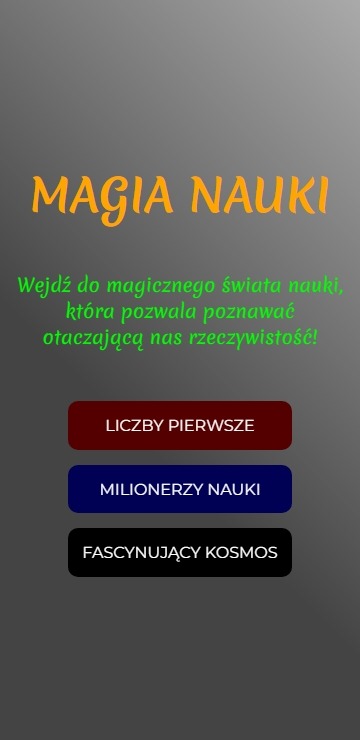 MAGIA NAUKI
Wejdź do magicznego świata nauki,
która pozwala poznawać
otaczającą nas rzeczywistość!
LICZBY PIERWSZE
MILIONERZY NAUKI
FASCYNUJĄCY KOSMOS